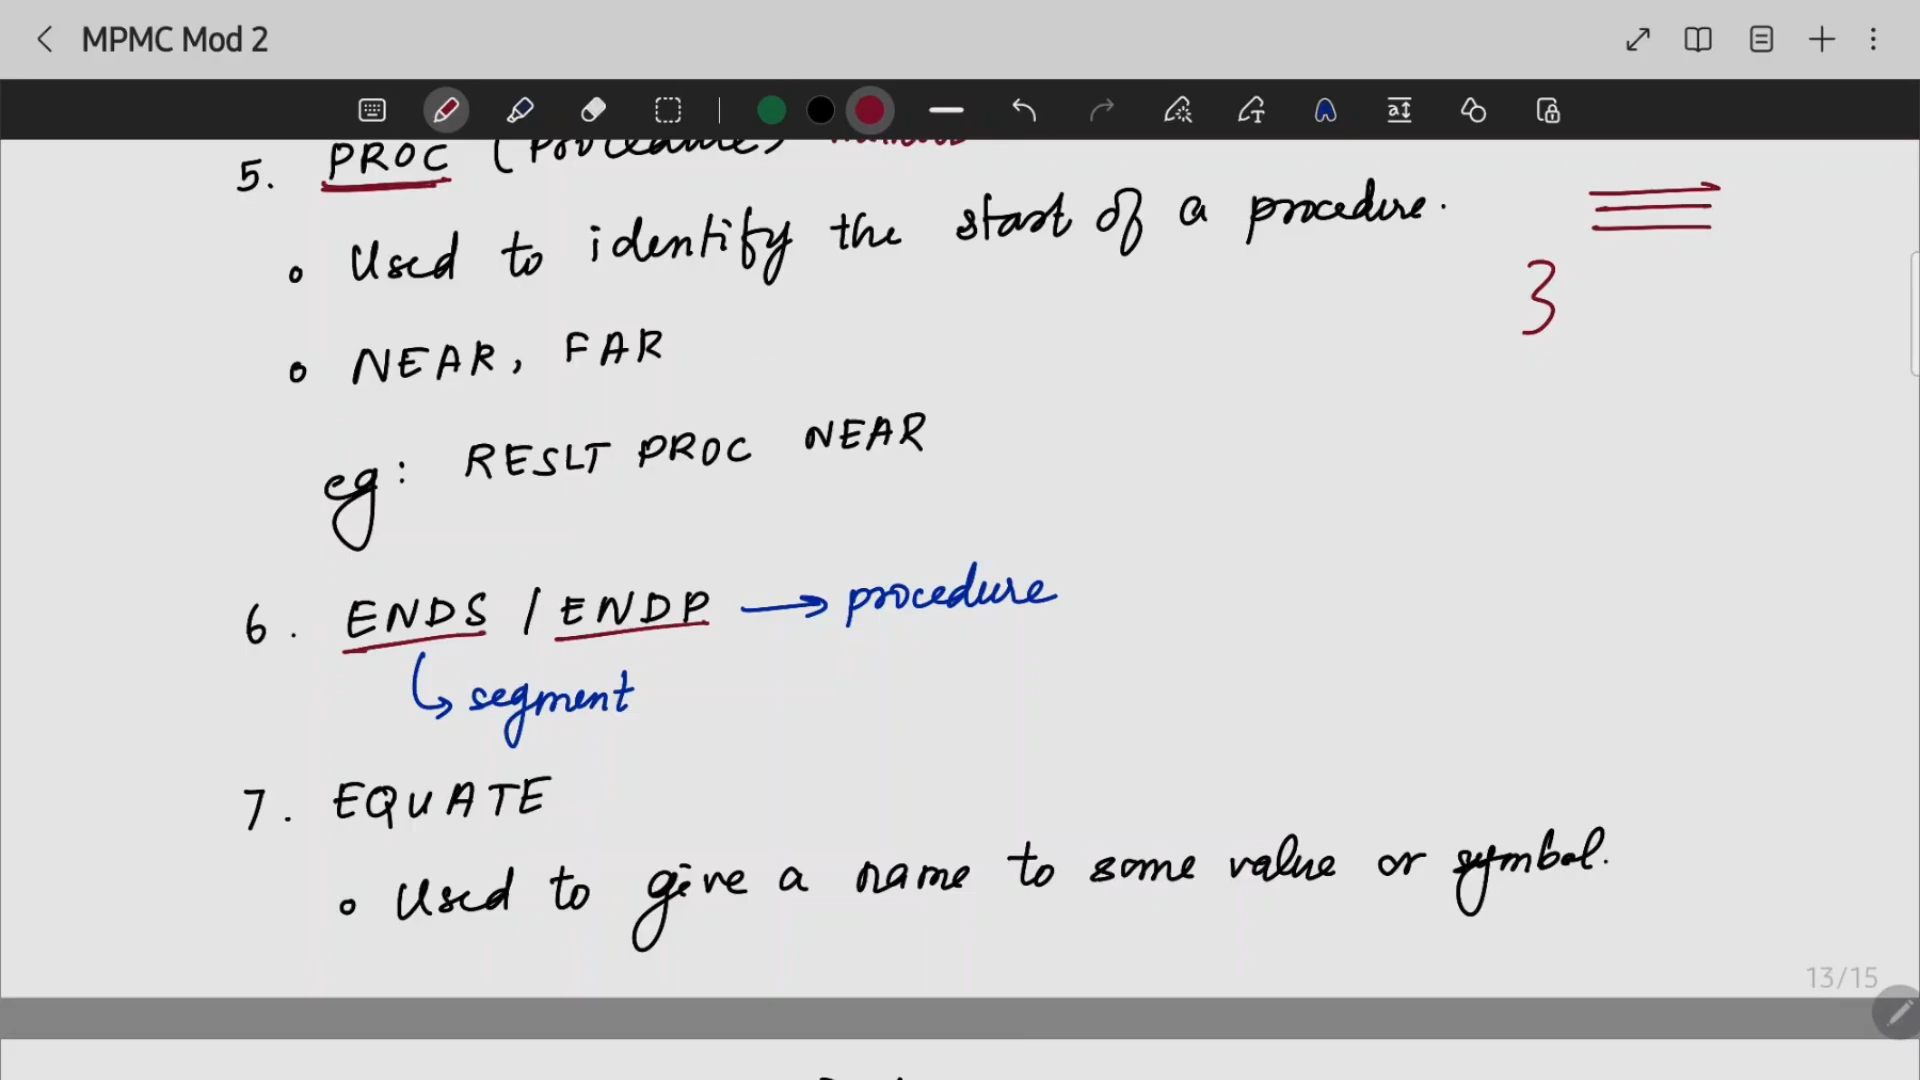 MPMC Mod 2
5. PROC (Procedure)
• Used to identify the start of a procedure.
3
• NEAR, FAR
eg: RESLT PROC NEAR
6. ENDS / ENDP → procedure
↳ segment
7. EQUATE
• Used to give a name to some value or symbol.
13/15